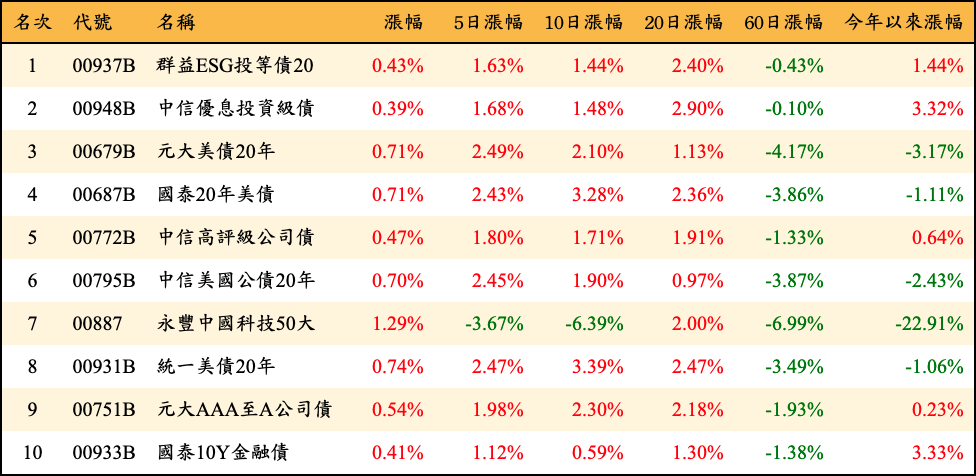 名次 代號 名稱 漲幅 5日漲幅 10日漲幅 20日漲幅 60日漲幅 今年以來漲幅
1 00937B 群益ESG投等債20 0.43% 1.63% 1.44% 2.40% -0.43% 1.44%
2 00948B 中信優息投資級債 0.39% 1.68% 1.48% 2.90% -0.10% 3.32%
3 00679B 元大美債20年 0.71% 2.49% 2.10% 1.13% -4.17% -3.17%
4 00687B 國泰20年美債 0.71% 2.43% 3.28% 2.36% -3.86% -1.11%
5 00772B 中信高評級公司債 0.47% 1.80% 1.71% 1.91% -1.33% 0.64%
6 00795B 中信美國公債20年 0.70% 2.45% 1.90% 0.97% -3.87% -2.43%
7 00887 永豐中國科技50大 1.29% -3.67% -6.39% 2.00% -6.99% -22.91%
8 00931B 統一美債20年 0.74% 2.47% 3.39% 2.47% -3.49% -1.06%
9 00751B 元大AAA至A公司債 0.54% 1.98% 2.30% 2.18% -1.93% 0.23%
10 00933B 國泰10Y金融債 0.41% 1.12% 0.59% 1.30% -1.38% 3.33%